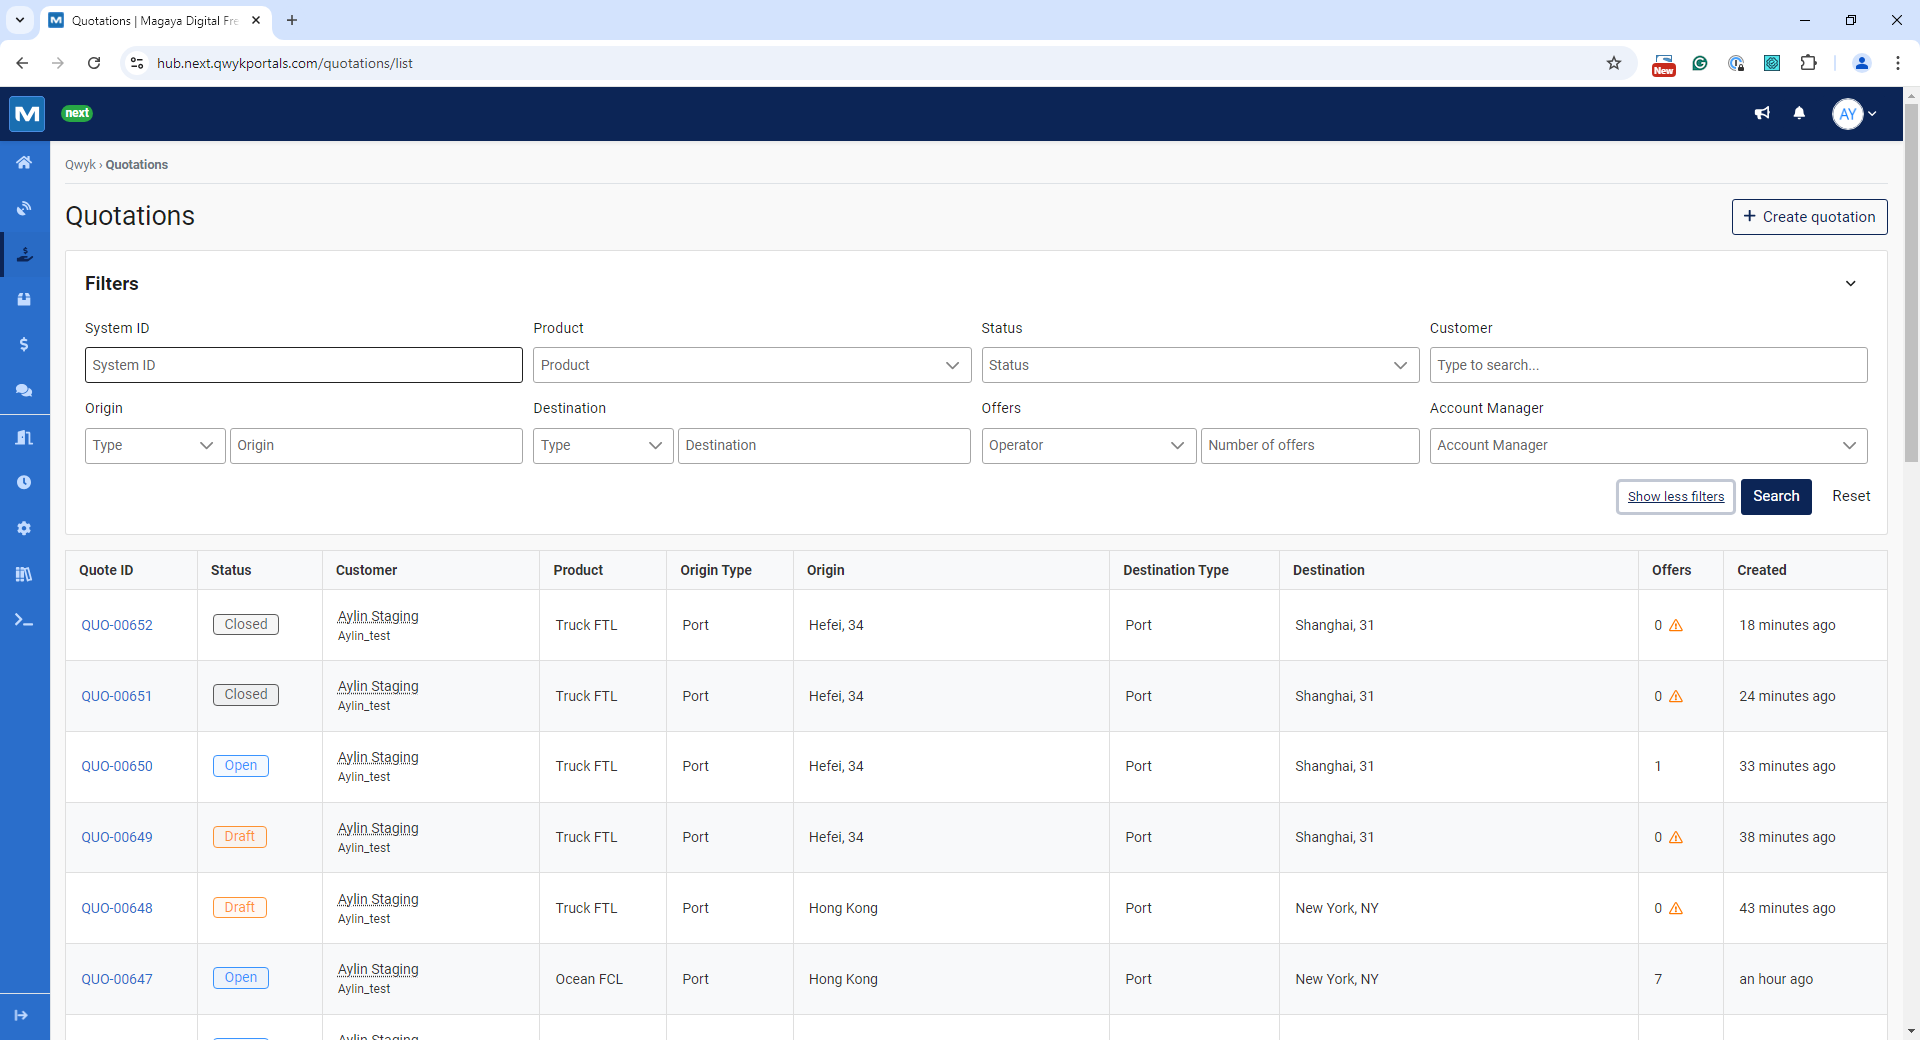 Quotations | Magaya Digital Fre
hub.next.qwykportals.com/quotations/list
New
M
next
AY
Qwyk › Quotations
Quotations
+ Create quotation
Filters
System ID
Product
Status
Customer
System ID
Product
Status
Type to search...
Origin
Destination
Offers
Account Manager
Type
Origin
Type
Destination
Operator
Number of offers
Account Manager
Show less filters
Search
Reset
Quote ID Status Customer Product Origin Type Origin Destination Type Destination Offers Created
QUO-00652 Closed Aylin Staging Truck FTL Port Hefei, 34 Port Shanghai, 31 0 18 minutes ago
Aylin_test
QUO-00651 Closed Aylin Staging Truck FTL Port Hefei, 34 Port Shanghai, 31 0 24 minutes ago
Aylin_test
QUO-00650 Open Aylin Staging Truck FTL Port Hefei, 34 Port Shanghai, 31 1 33 minutes ago
Aylin_test
QUO-00649 Draft Aylin Staging Truck FTL Port Hefei, 34 Port Shanghai, 31 0 38 minutes ago
Aylin_test
QUO-00648 Draft Aylin Staging Truck FTL Port Hong Kong Port New York, NY 0 43 minutes ago
Aylin_test
QUO-00647 Open Aylin Staging Ocean FCL Port Hong Kong Port New York, NY 7 an hour ago
Aylin_test
Aylin Staging